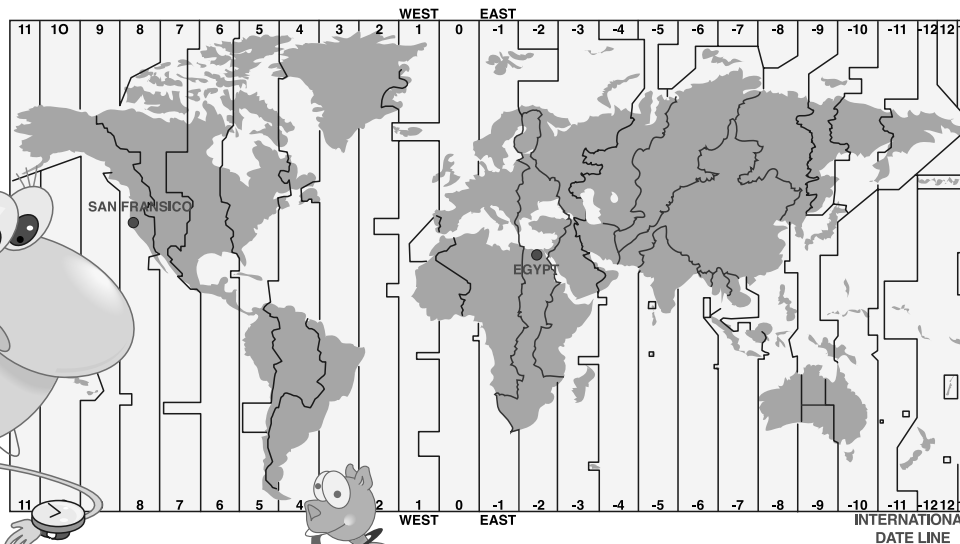 WEST EAST
11 10 9 8 7 6 5 4 3 2 1 0 -1 -2 -3 -4 -5 -6 -7 -8 -9 -10 -11 -12 12
SAN FRANSICO
EGYPT
11 8 7 6 5 4 1 0 -1 -2 -3 -4 -5 -6 -7 -8 -9 -10 -11 -12 12
WEST EAST
INTERNATIONA
DATE LINE